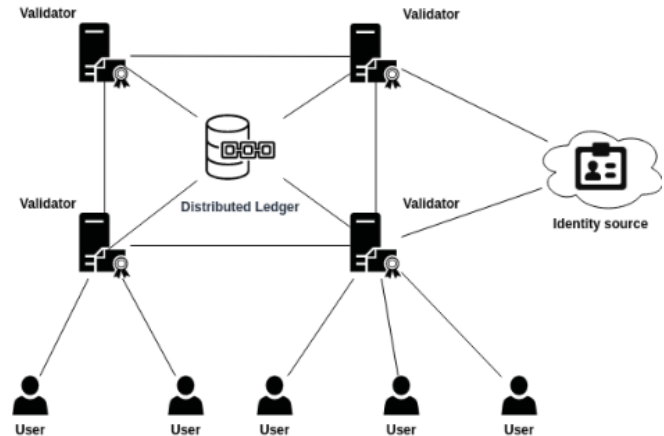 Validator
Validator
Validator
Distributed Ledger
Validator
Identity source
User
User
User
User
User